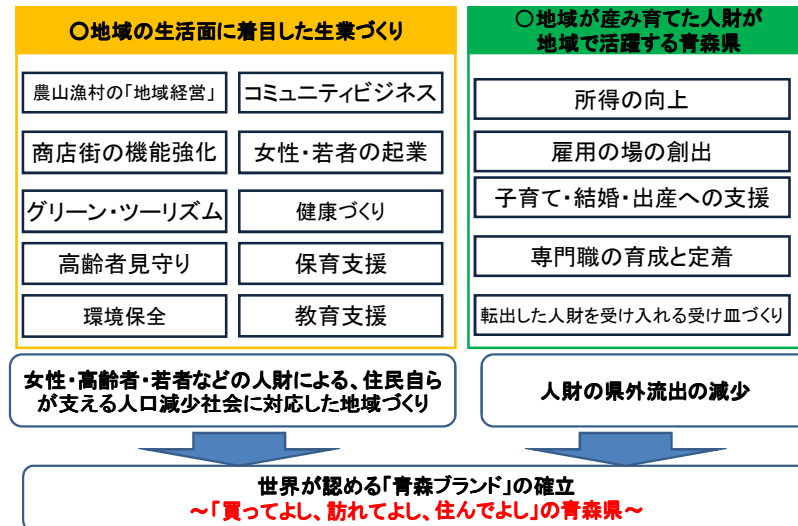 〇地域の生活面に着目した生業づくり
農山漁村の「地域経営」
コミュニティビジネス
商店街の機能強化
女性・若者の起業
グリーン・ツーリズム
健康づくり
高齢者見守り
保育支援
環境保全
教育支援
〇地域が産み育てた人財が
地域で活躍する青森県
所得の向上
雇用の場の創出
子育て・結婚・出産への支援
専門職の育成と定着
転出した人財を受け入れる受け皿づくり
女性・高齢者・若者などの人財による、住民自ら
が支える人口減少社会に対応した地域づくり
人財の県外流出の減少
世界が認める「青森ブランド」の確立
～「買ってよし、訪れてよし、住んでよし」の青森県～